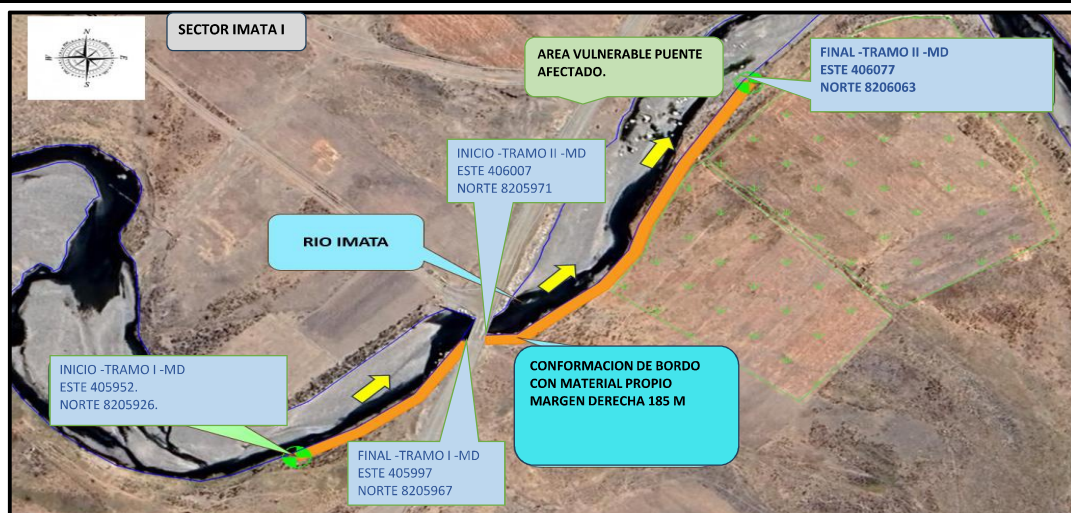 SECTOR IMATA I
N
E
S
AREA VULNERABLE PUENTE
AFECTADO.
FINAL -TRAMO II -MD
ESTE 406077
NORTE 8206063
INICIO -TRAMO II -MD
ESTE 406007
NORTE 8205971
RIO IMATA
CONFORMACION DE BORDO
CON MATERIAL PROPIO
MARGEN DERECHA 185 M
INICIO -TRAMO I -MD
ESTE 405952.
NORTE 8205926.
FINAL -TRAMO I -MD
ESTE 405997
NORTE 8205967